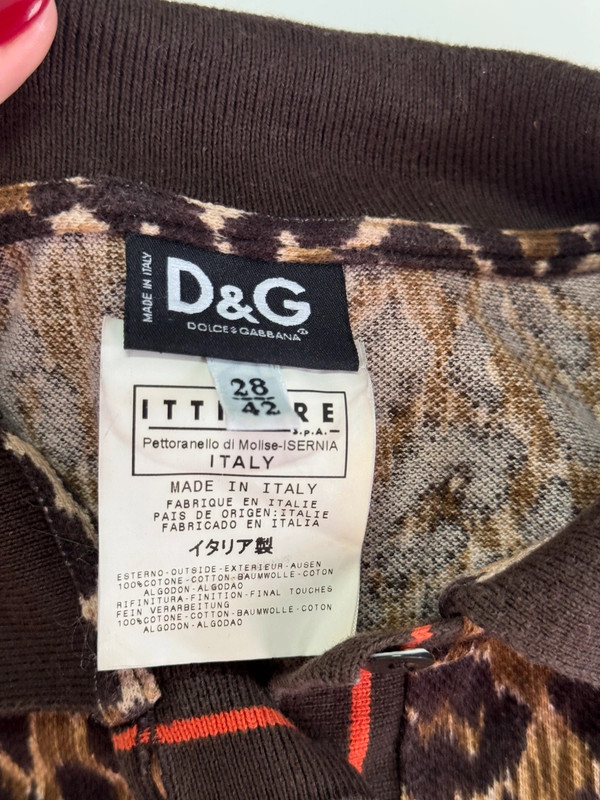 MADE IN ITALY
D&G
DOLCE&GABBANA
28
42
ITTI RE
S.p.A.
Pettoranello di Molise-ISERNIA
ITALY
MADE IN ITALY
FABRIQUE EN ITALIE
PAIS DE ORIGEN:ITALIE
FABRICADO EN ITALIA
イタリア製
ESTERNO-OUTSIDE-EXTERIEUR-AUSEN
100%COTONE-COTTON-BAUMWOLLE-COTON
ALGODON-ALGODAO
RIFINITURA-FINITION-FINAL TOUCHES
FEIN VERARBEITUNG
100%COTONE-COTTON-BAUMWOLLE-COTON
ALGODON-ALGODAO